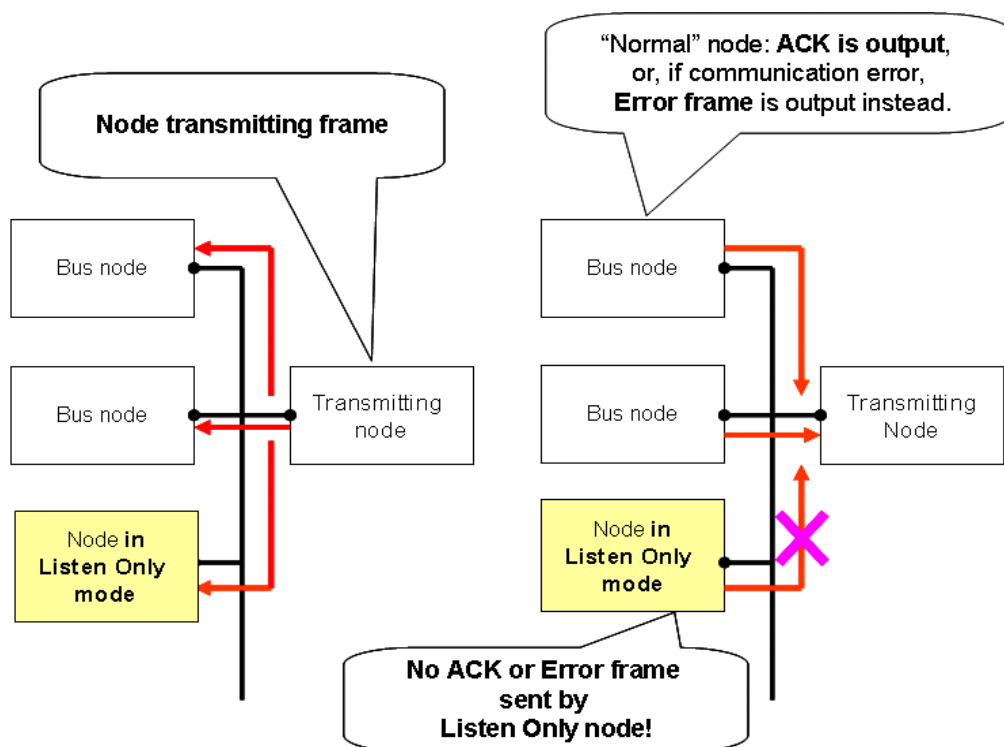 Node transmitting frame
Bus node
Bus node
Transmitting
node
Node in
Listen Only
mode
“Normal” node: ACK is output,
or, if communication error,
Error frame is output instead.
Bus node
Bus node
Transmitting
Node
Node in
Listen Only
mode
No ACK or Error frame
sent by
Listen Only node!